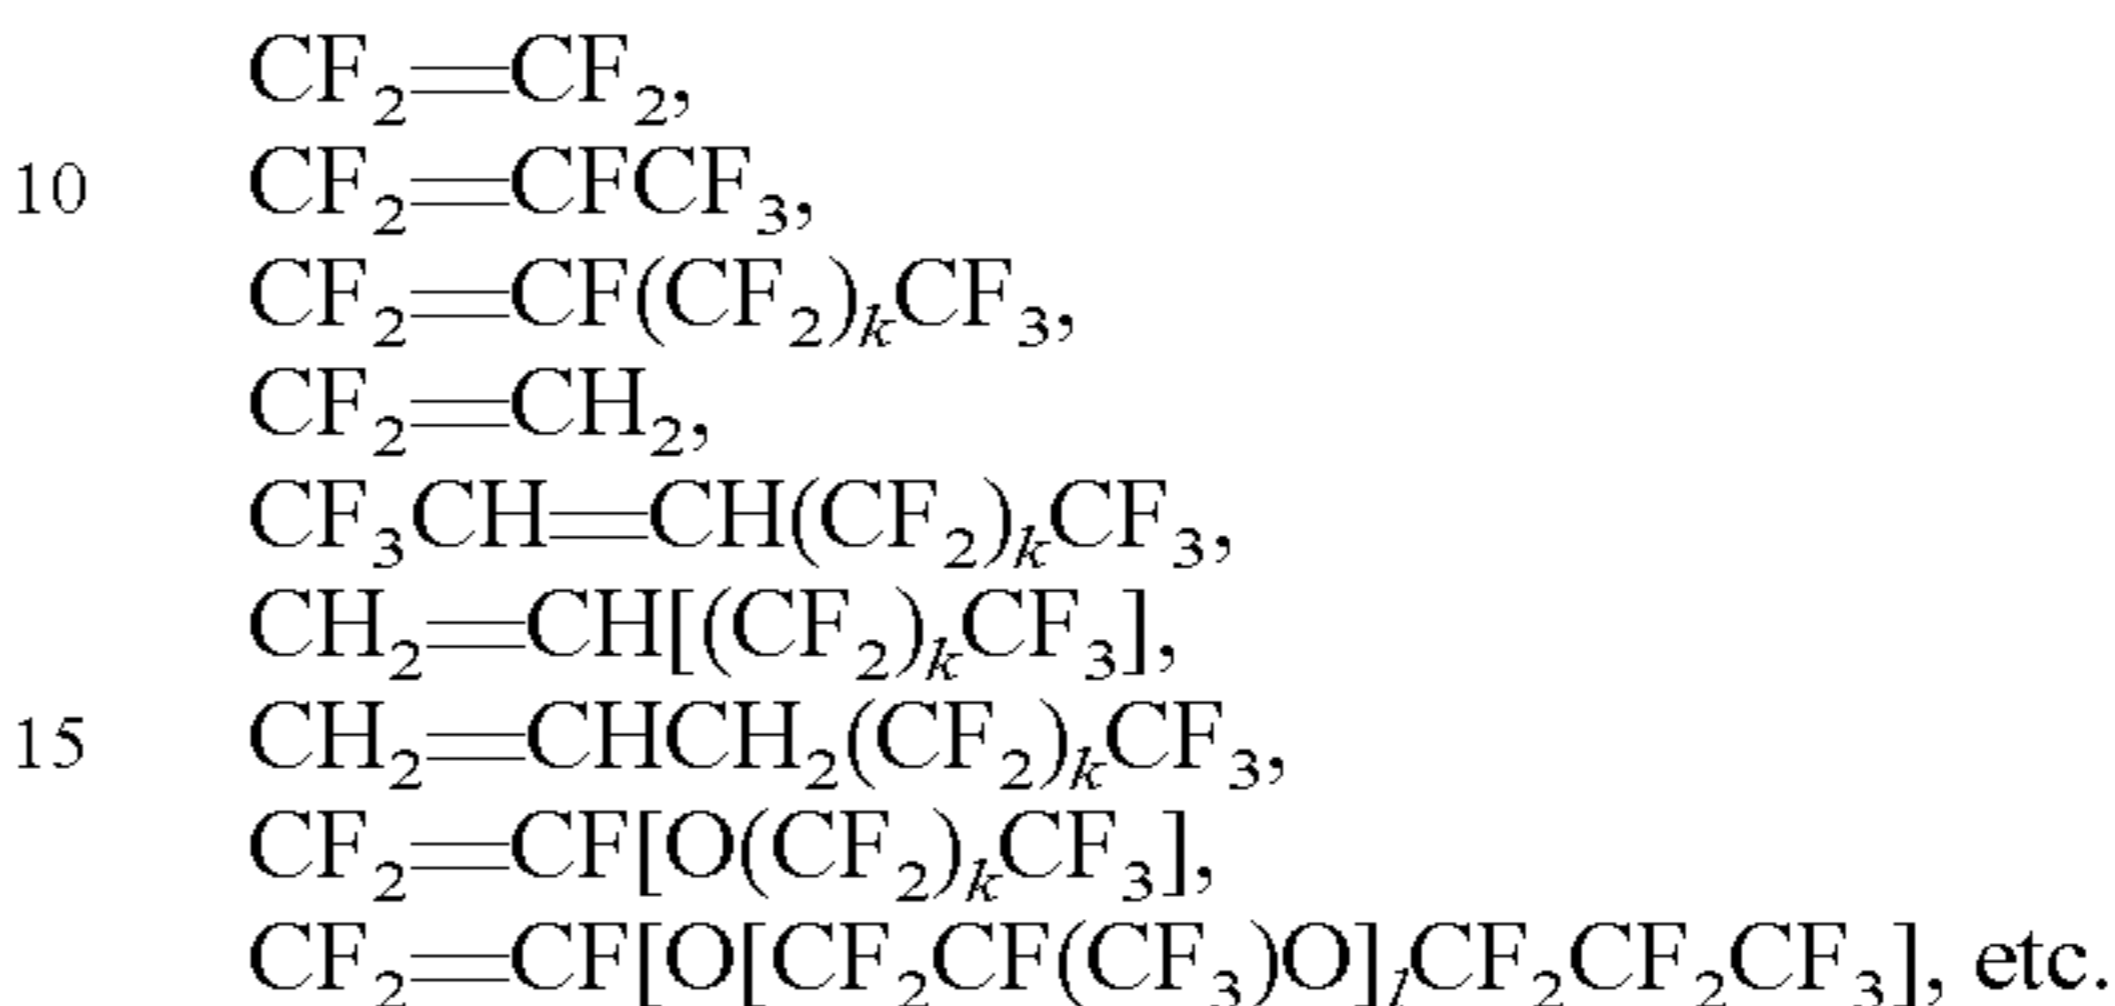 CF₂=CF₂,
10 CF₂=CFCF₃,
CF₂=CF(CF₂)ₖCF₃,
CF₂=CH₂,
CF₃CH=CH(CF₂)ₖCF₃,
CH₂=CH[(CF₂)ₖCF₃],
15 CH₂=CHCH₂(CF₂)ₖCF₃,
CF₂=CF[O(CF₂)ₖCF₃],
CF₂=CF[O[CF₂CF(CF₃)O]ₗCF₂CF₂CF₃], etc.